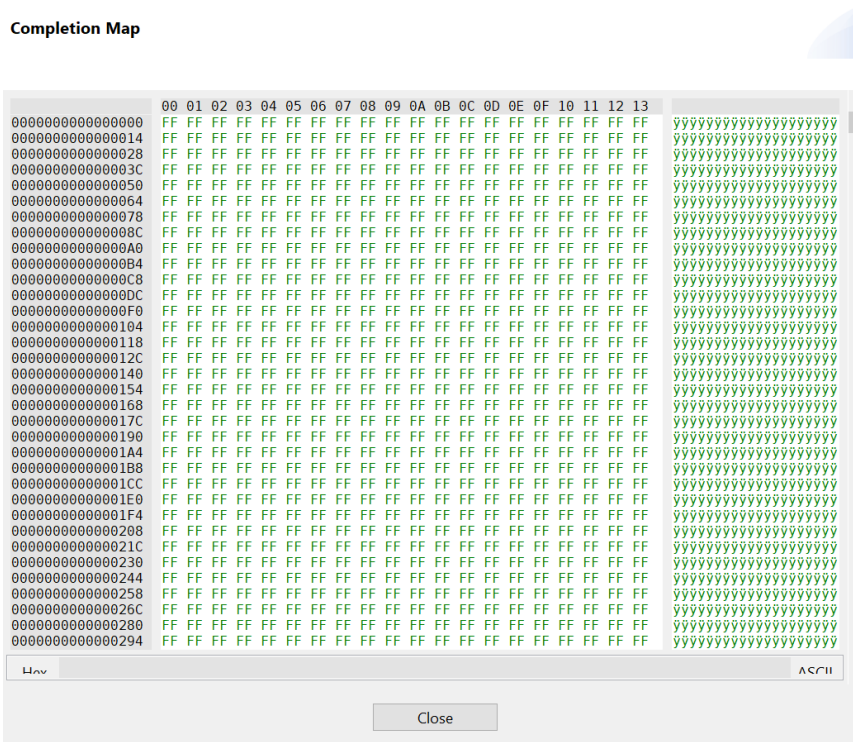 Completion Map
00 01 02 03 04 05 06 07 08 09 0A 0B 0C 0D 0E 0F 10 11 12 13
0000000000000000 FF FF FF FF FF FF FF FF FF FF FF FF FF FF FF FF FF FF FF FF ÿÿÿÿÿÿÿÿÿÿÿÿÿÿÿÿÿÿÿÿ
0000000000000014 FF FF FF FF FF FF FF FF FF FF FF FF FF FF FF FF FF FF FF FF ÿÿÿÿÿÿÿÿÿÿÿÿÿÿÿÿÿÿÿÿ
0000000000000028 FF FF FF FF FF FF FF FF FF FF FF FF FF FF FF FF FF FF FF FF ÿÿÿÿÿÿÿÿÿÿÿÿÿÿÿÿÿÿÿÿ
000000000000003C FF FF FF FF FF FF FF FF FF FF FF FF FF FF FF FF FF FF FF FF ÿÿÿÿÿÿÿÿÿÿÿÿÿÿÿÿÿÿÿÿ
0000000000000050 FF FF FF FF FF FF FF FF FF FF FF FF FF FF FF FF FF FF FF FF ÿÿÿÿÿÿÿÿÿÿÿÿÿÿÿÿÿÿÿÿ
0000000000000064 FF FF FF FF FF FF FF FF FF FF FF FF FF FF FF FF FF FF FF FF ÿÿÿÿÿÿÿÿÿÿÿÿÿÿÿÿÿÿÿÿ
0000000000000078 FF FF FF FF FF FF FF FF FF FF FF FF FF FF FF FF FF FF FF FF ÿÿÿÿÿÿÿÿÿÿÿÿÿÿÿÿÿÿÿÿ
000000000000008C FF FF FF FF FF FF FF FF FF FF FF FF FF FF FF FF FF FF FF FF ÿÿÿÿÿÿÿÿÿÿÿÿÿÿÿÿÿÿÿÿ
00000000000000A0 FF FF FF FF FF FF FF FF FF FF FF FF FF FF FF FF FF FF FF FF ÿÿÿÿÿÿÿÿÿÿÿÿÿÿÿÿÿÿÿÿ
00000000000000B4 FF FF FF FF FF FF FF FF FF FF FF FF FF FF FF FF FF FF FF FF ÿÿÿÿÿÿÿÿÿÿÿÿÿÿÿÿÿÿÿÿ
00000000000000C8 FF FF FF FF FF FF FF FF FF FF FF FF FF FF FF FF FF FF FF FF ÿÿÿÿÿÿÿÿÿÿÿÿÿÿÿÿÿÿÿÿ
00000000000000DC FF FF FF FF FF FF FF FF FF FF FF FF FF FF FF FF FF FF FF FF ÿÿÿÿÿÿÿÿÿÿÿÿÿÿÿÿÿÿÿÿ
00000000000000F0 FF FF FF FF FF FF FF FF FF FF FF FF FF FF FF FF FF FF FF FF ÿÿÿÿÿÿÿÿÿÿÿÿÿÿÿÿÿÿÿÿ
0000000000000104 FF FF FF FF FF FF FF FF FF FF FF FF FF FF FF FF FF FF FF FF ÿÿÿÿÿÿÿÿÿÿÿÿÿÿÿÿÿÿÿÿ
0000000000000118 FF FF FF FF FF FF FF FF FF FF FF FF FF FF FF FF FF FF FF FF ÿÿÿÿÿÿÿÿÿÿÿÿÿÿÿÿÿÿÿÿ
000000000000012C FF FF FF FF FF FF FF FF FF FF FF FF FF FF FF FF FF FF FF FF ÿÿÿÿÿÿÿÿÿÿÿÿÿÿÿÿÿÿÿÿ
0000000000000140 FF FF FF FF FF FF FF FF FF FF FF FF FF FF FF FF FF FF FF FF ÿÿÿÿÿÿÿÿÿÿÿÿÿÿÿÿÿÿÿÿ
0000000000000154 FF FF FF FF FF FF FF FF FF FF FF FF FF FF FF FF FF FF FF FF ÿÿÿÿÿÿÿÿÿÿÿÿÿÿÿÿÿÿÿÿ
0000000000000168 FF FF FF FF FF FF FF FF FF FF FF FF FF FF FF FF FF FF FF FF ÿÿÿÿÿÿÿÿÿÿÿÿÿÿÿÿÿÿÿÿ
000000000000017C FF FF FF FF FF FF FF FF FF FF FF FF FF FF FF FF FF FF FF FF ÿÿÿÿÿÿÿÿÿÿÿÿÿÿÿÿÿÿÿÿ
0000000000000190 FF FF FF FF FF FF FF FF FF FF FF FF FF FF FF FF FF FF FF FF ÿÿÿÿÿÿÿÿÿÿÿÿÿÿÿÿÿÿÿÿ
00000000000001A4 FF FF FF FF FF FF FF FF FF FF FF FF FF FF FF FF FF FF FF FF ÿÿÿÿÿÿÿÿÿÿÿÿÿÿÿÿÿÿÿÿ
00000000000001B8 FF FF FF FF FF FF FF FF FF FF FF FF FF FF FF FF FF FF FF FF ÿÿÿÿÿÿÿÿÿÿÿÿÿÿÿÿÿÿÿÿ
00000000000001CC FF FF FF FF FF FF FF FF FF FF FF FF FF FF FF FF FF FF FF FF ÿÿÿÿÿÿÿÿÿÿÿÿÿÿÿÿÿÿÿÿ
00000000000001E0 FF FF FF FF FF FF FF FF FF FF FF FF FF FF FF FF FF FF FF FF ÿÿÿÿÿÿÿÿÿÿÿÿÿÿÿÿÿÿÿÿ
00000000000001F4 FF FF FF FF FF FF FF FF FF FF FF FF FF FF FF FF FF FF FF FF ÿÿÿÿÿÿÿÿÿÿÿÿÿÿÿÿÿÿÿÿ
0000000000000208 FF FF FF FF FF FF FF FF FF FF FF FF FF FF FF FF FF FF FF FF ÿÿÿÿÿÿÿÿÿÿÿÿÿÿÿÿÿÿÿÿ
000000000000021C FF FF FF FF FF FF FF FF FF FF FF FF FF FF FF FF FF FF FF FF ÿÿÿÿÿÿÿÿÿÿÿÿÿÿÿÿÿÿÿÿ
0000000000000230 FF FF FF FF FF FF FF FF FF FF FF FF FF FF FF FF FF FF FF FF ÿÿÿÿÿÿÿÿÿÿÿÿÿÿÿÿÿÿÿÿ
0000000000000244 FF FF FF FF FF FF FF FF FF FF FF FF FF FF FF FF FF FF FF FF ÿÿÿÿÿÿÿÿÿÿÿÿÿÿÿÿÿÿÿÿ
0000000000000258 FF FF FF FF FF FF FF FF FF FF FF FF FF FF FF FF FF FF FF FF ÿÿÿÿÿÿÿÿÿÿÿÿÿÿÿÿÿÿÿÿ
000000000000026C FF FF FF FF FF FF FF FF FF FF FF FF FF FF FF FF FF FF FF FF ÿÿÿÿÿÿÿÿÿÿÿÿÿÿÿÿÿÿÿÿ
0000000000000280 FF FF FF FF FF FF FF FF FF FF FF FF FF FF FF FF FF FF FF FF ÿÿÿÿÿÿÿÿÿÿÿÿÿÿÿÿÿÿÿÿ
0000000000000294 FF FF FF FF FF FF FF FF FF FF FF FF FF FF FF FF FF FF FF FF ÿÿÿÿÿÿÿÿÿÿÿÿÿÿÿÿÿÿÿÿ
Hex ASCII
Close